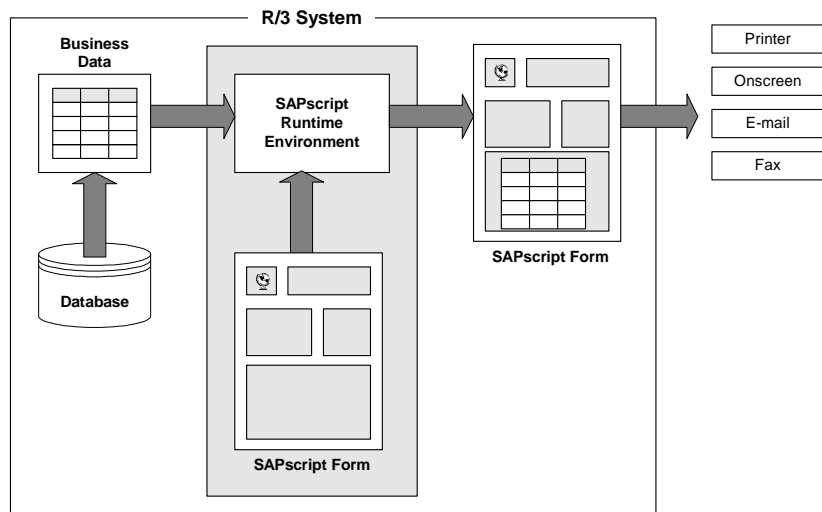 R/3 System
Business
Data
SAPscript
Runtime
Environment
Database
SAPscript Form
SAPscript Form
Printer
Onscreen
E-mail
Fax